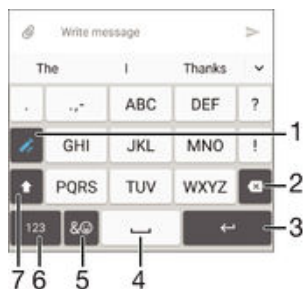 Write message
The I Thanks
. .,- ABC DEF ?
GHI JKL MNO ! 1
PQRS TUV WXYZ 2
123 &☺ 3
7 6 5 4